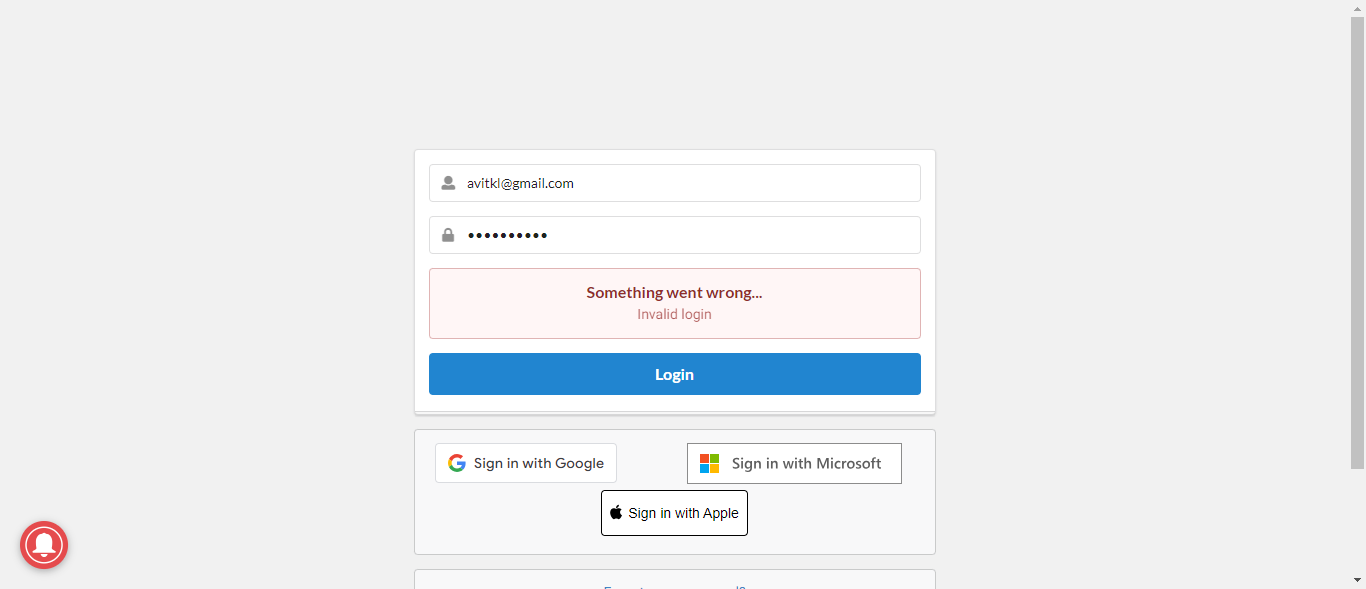 avitkl@gmail.com
••••••••••
Something went wrong...
Invalid login
Login
Sign in with Google
Sign in with Microsoft
Sign in with Apple